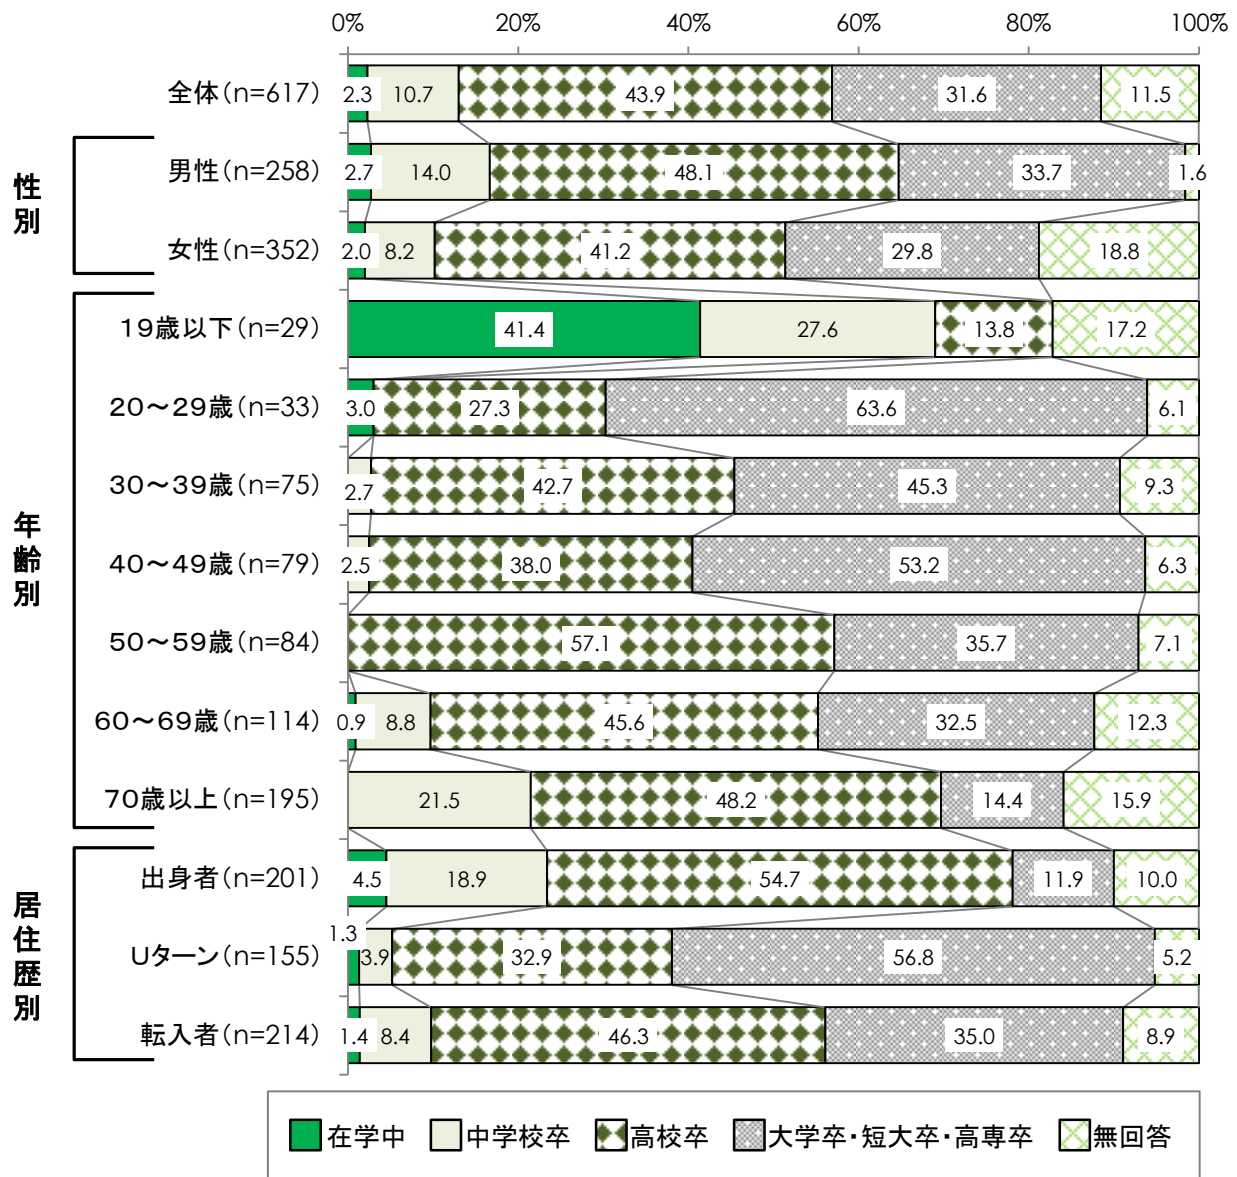 0% 20% 40% 60% 80% 100%
全体(n=617) 2.3 10.7 43.9 31.6 11.5
性別
男性(n=258) 2.7 14.0 48.1 33.7 1.6
女性(n=352) 2.0 8.2 41.2 29.8 18.8
年齢別
19歳以下(n=29) 41.4 27.6 13.8 17.2
20~29歳(n=33) 3.0 27.3 63.6 6.1
30~39歳(n=75) 2.7 42.7 45.3 9.3
40~49歳(n=79) 2.5 38.0 53.2 6.3
50~59歳(n=84) 57.1 35.7 7.1
60~69歳(n=114) 0.9 8.8 45.6 32.5 12.3
70歳以上(n=195) 21.5 48.2 14.4 15.9
居住歴別
出身者(n=201) 4.5 18.9 54.7 11.9 10.0
Uターン(n=155) 1.3 3.9 32.9 56.8 5.2
転入者(n=214) 1.4 8.4 46.3 35.0 8.9
在学中 中学校卒 高校卒 大学卒・短大卒・高専卒 無回答